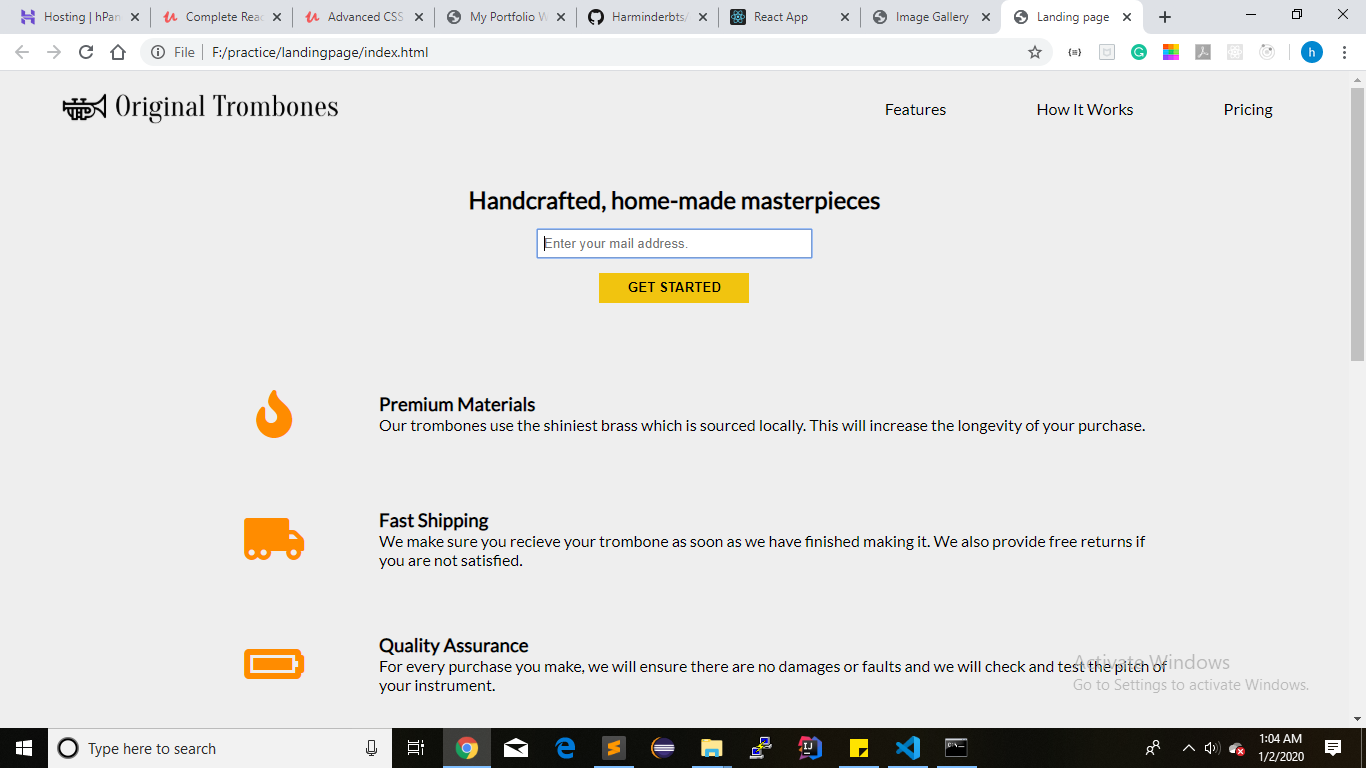 Hosting | hPan
Complete Reac
Advanced CSS
My Portfolio W
Harminderbts/
React App
Image Gallery
Landing page
File
F:/practice/landingpage/index.html
h
Original Trombones
Features
How It Works
Pricing
Handcrafted, home-made masterpieces
Enter your mail address.
GET STARTED
Premium Materials
Our trombones use the shiniest brass which is sourced locally. This will increase the longevity of your purchase.
Fast Shipping
We make sure you recieve your trombone as soon as we have finished making it. We also provide free returns if
you are not satisfied.
Quality Assurance
For every purchase you make, we will ensure there are no damages or faults and we will check and test the pitch of
your instrument.
Activate Windows
Go to Settings to activate Windows.
Type here to search
1:04 AM
1/2/2020